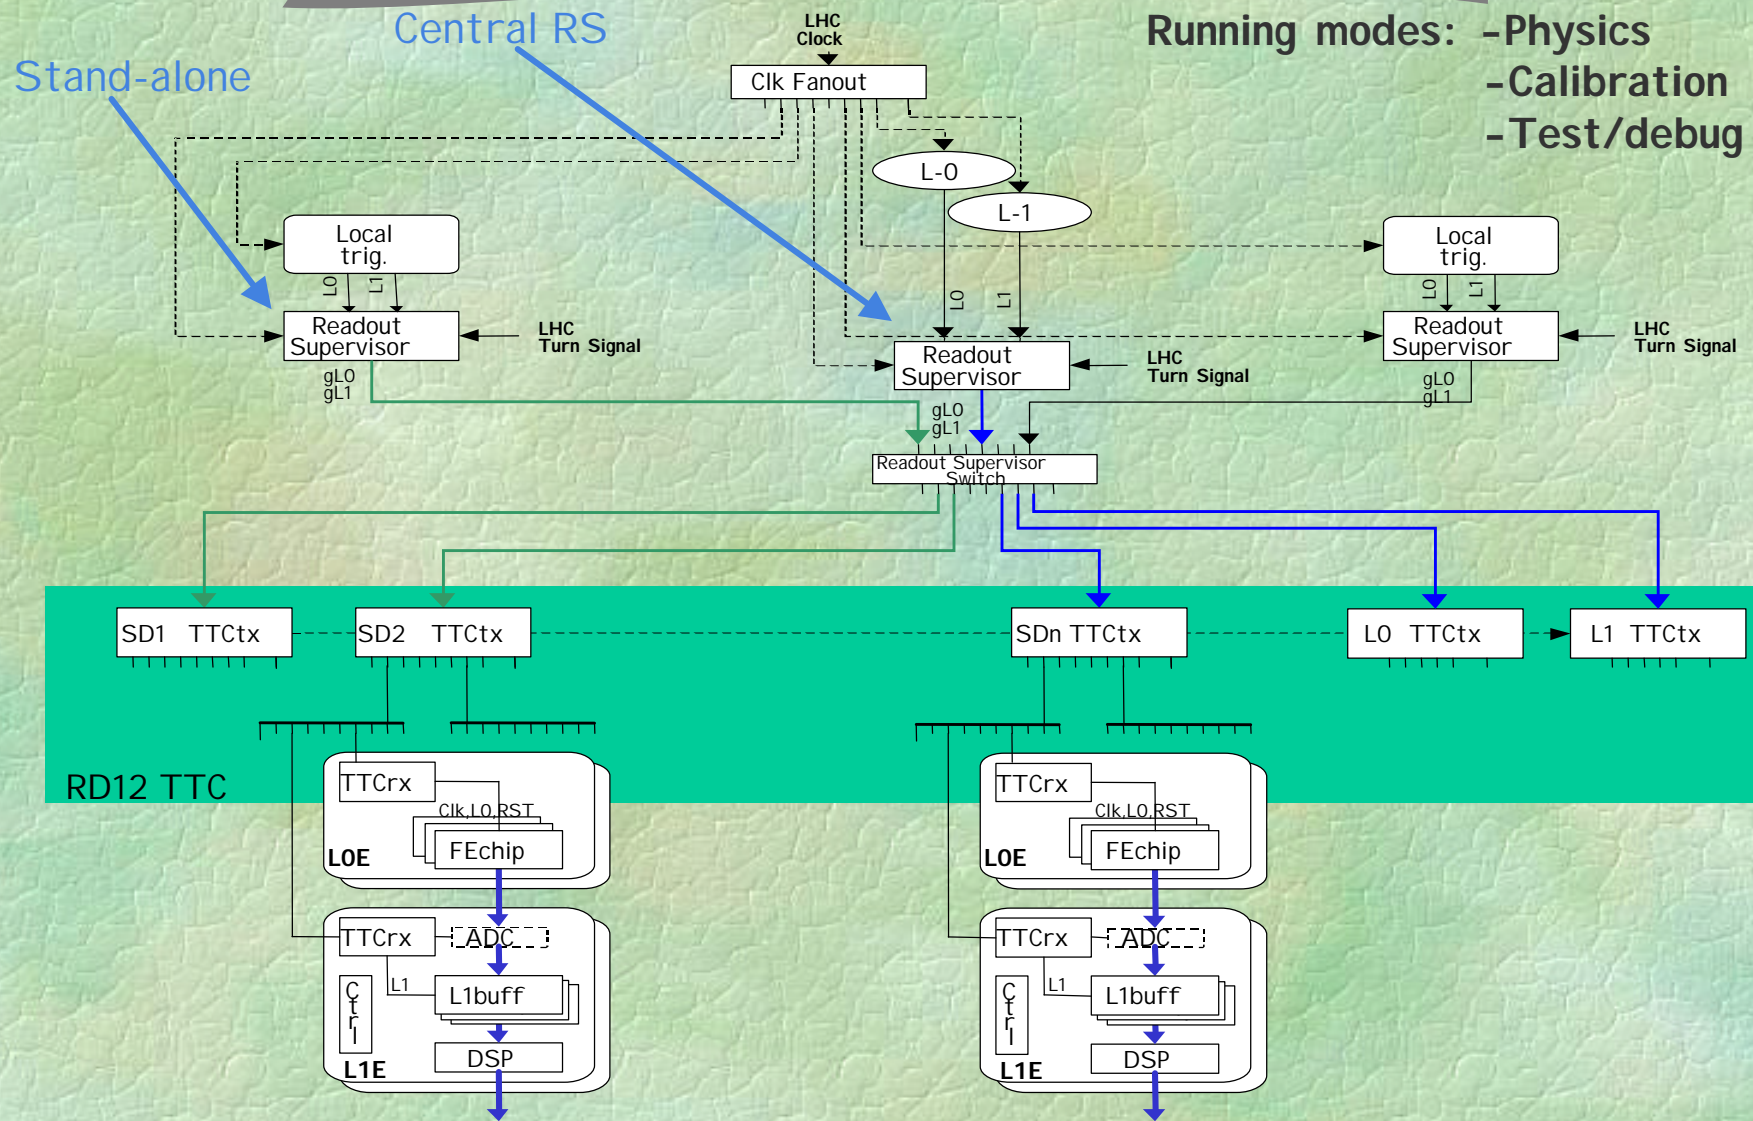 Central RS
Stand-alone
LHC
Clock
Running modes: -Physics
-Calibration
-Test/debug
Clk Fanout
L-0
L-1
Local
trig.
L0
L1
Readout
Supervisor
LHC
Turn Signal
gL0
gL1
L0
L1
Readout
Supervisor
LHC
Turn Signal
gL0
gL1
Local
trig.
L0
L1
Readout
Supervisor
LHC
Turn Signal
gL0
gL1
Readout Supervisor
Switch
SD1 TTCtx
SD2 TTCtx
SDn TTCtx
L0 TTCtx
L1 TTCtx
RD12 TTC
TTCrx
Clk,L0,RST
FEchip
L0E
TTCrx
ADC
L1
L1buff
Ctrl
DSP
L1E
TTCrx
Clk,L0,RST
FEchip
L0E
TTCrx
ADC
L1
L1buff
Ctrl
DSP
L1E